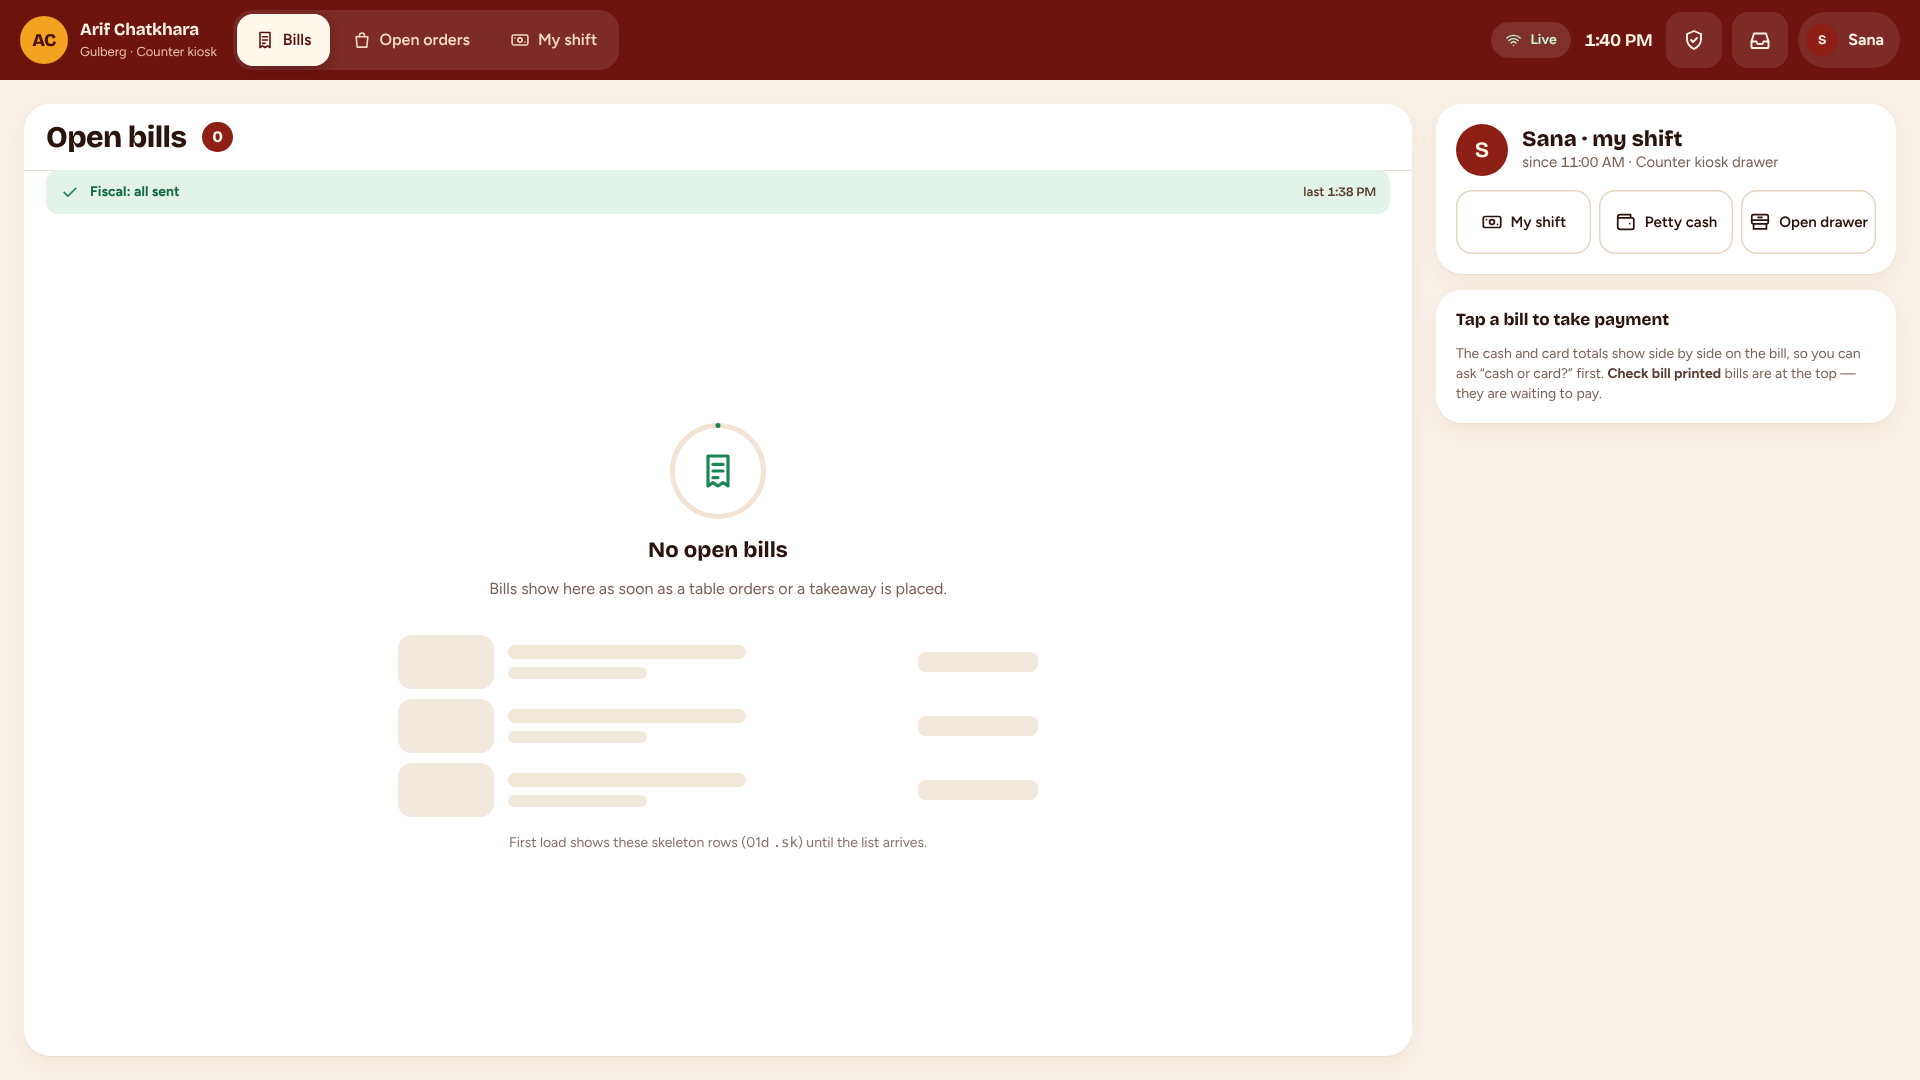 AC
Arif Chatkhara
Gulberg · Counter kiosk
Bills
Open orders
My shift
Live
1:40 PM
S
Sana
Open bills
0
Fiscal: all sent
last 1:38 PM
No open bills
Bills show here as soon as a table orders or a takeaway is placed.
First load shows these skeleton rows (01d .sk) until the list arrives.
S
Sana · my shift
since 11:00 AM · Counter kiosk drawer
My shift
Petty cash
Open drawer
Tap a bill to take payment
The cash and card totals show side by side on the bill, so you can
ask “cash or card?” first. Check bill printed bills are at the top —
they are waiting to pay.